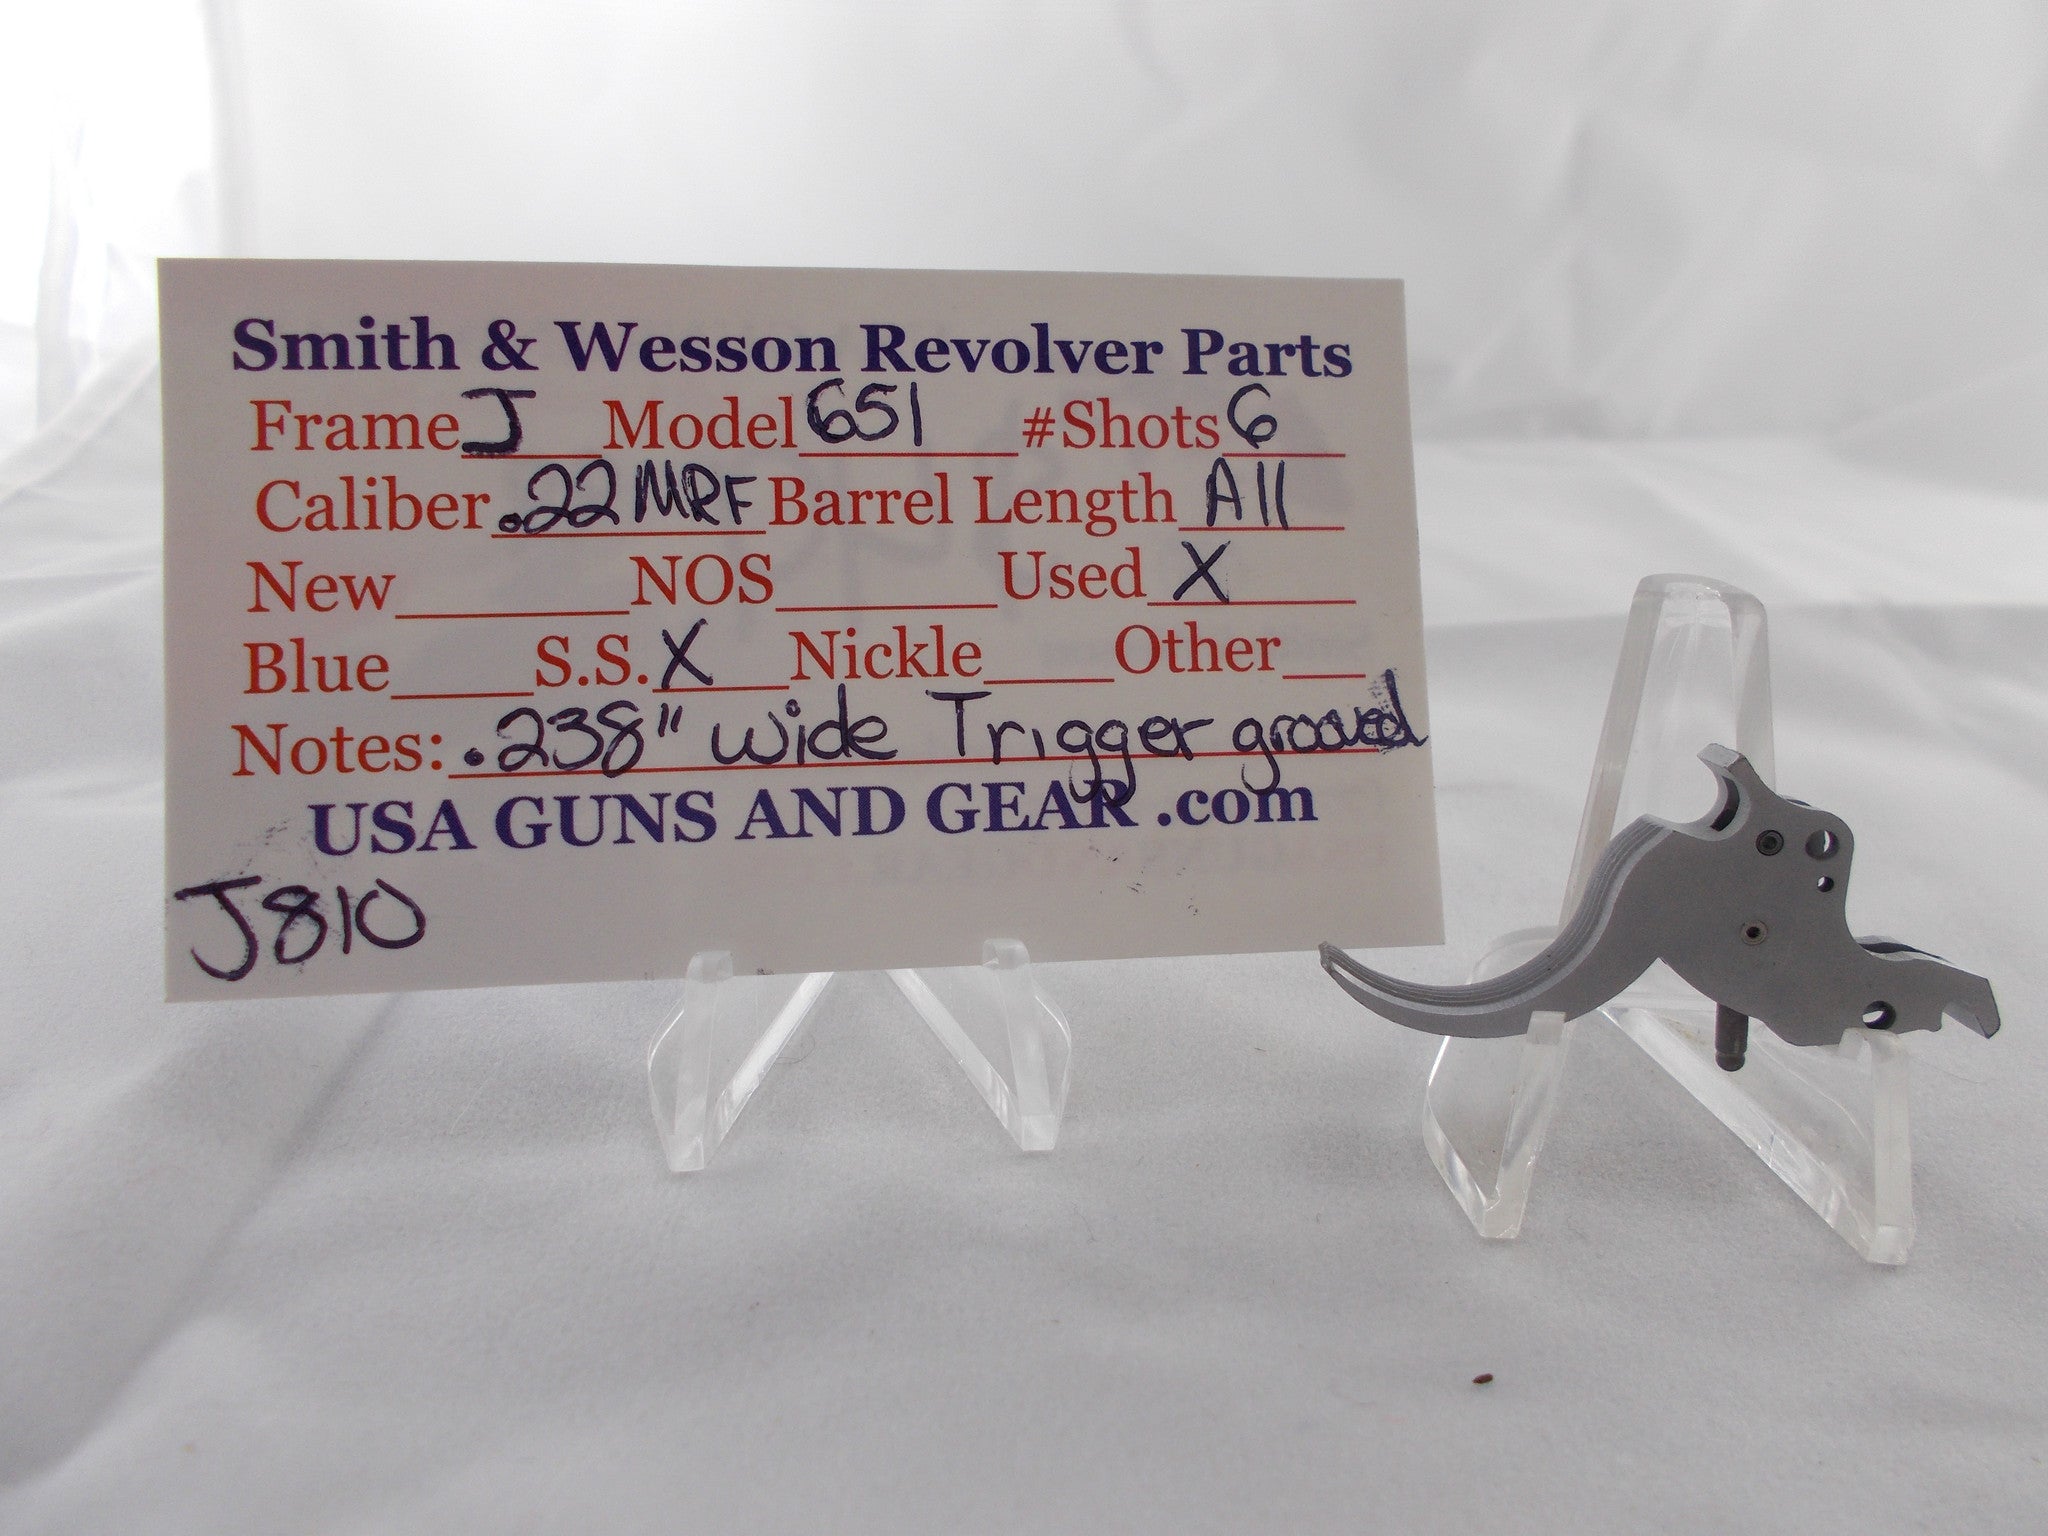 Smith & Wesson Revolver Parts
Frame J Model 651 #Shots 6
Caliber .22 MRF Barrel Length All
New NOS Used X
Blue S.S. X Nickle Other
Notes: .238" wide Trigger grooved
USA GUNS AND GEAR .com
J810